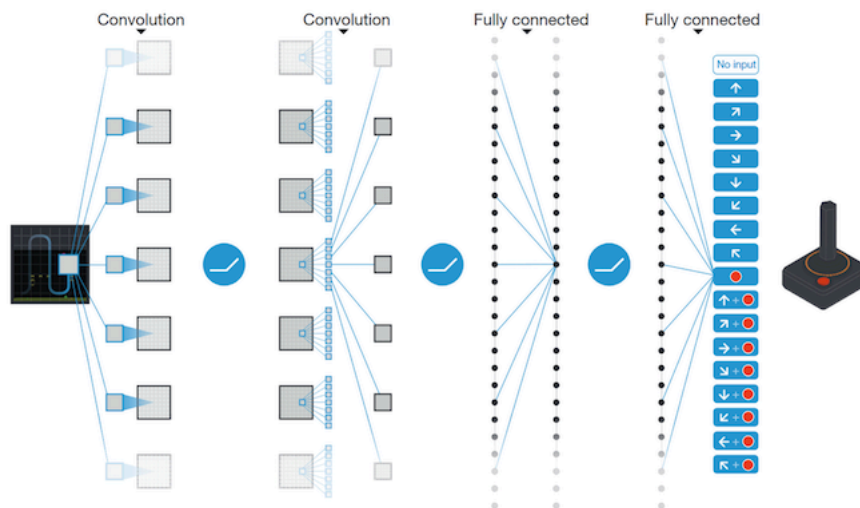 Convolution
Convolution
Fully connected
Fully connected
No input
+
+
+
+
+
+
+
+